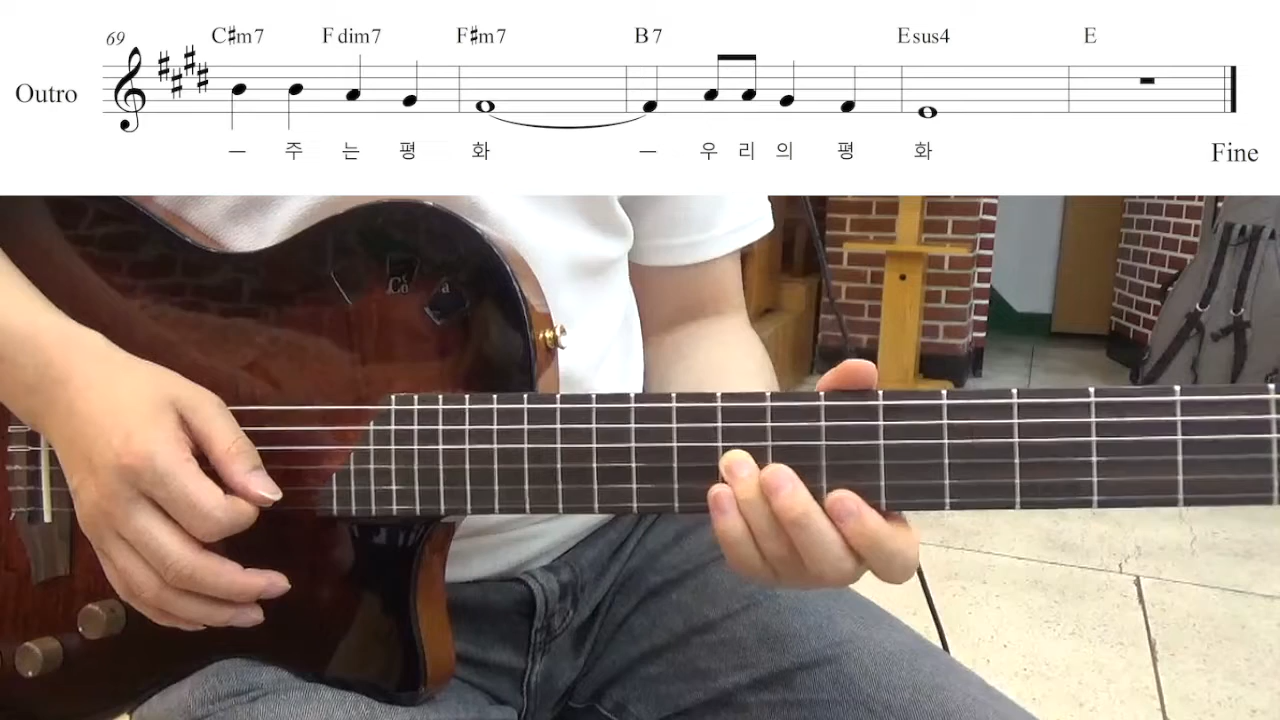 69 C♯m7 F dim7 F♯m7 B7 Esus4 E
Outro
– 주 는 평 화 – 우 리 의 평 화 Fine